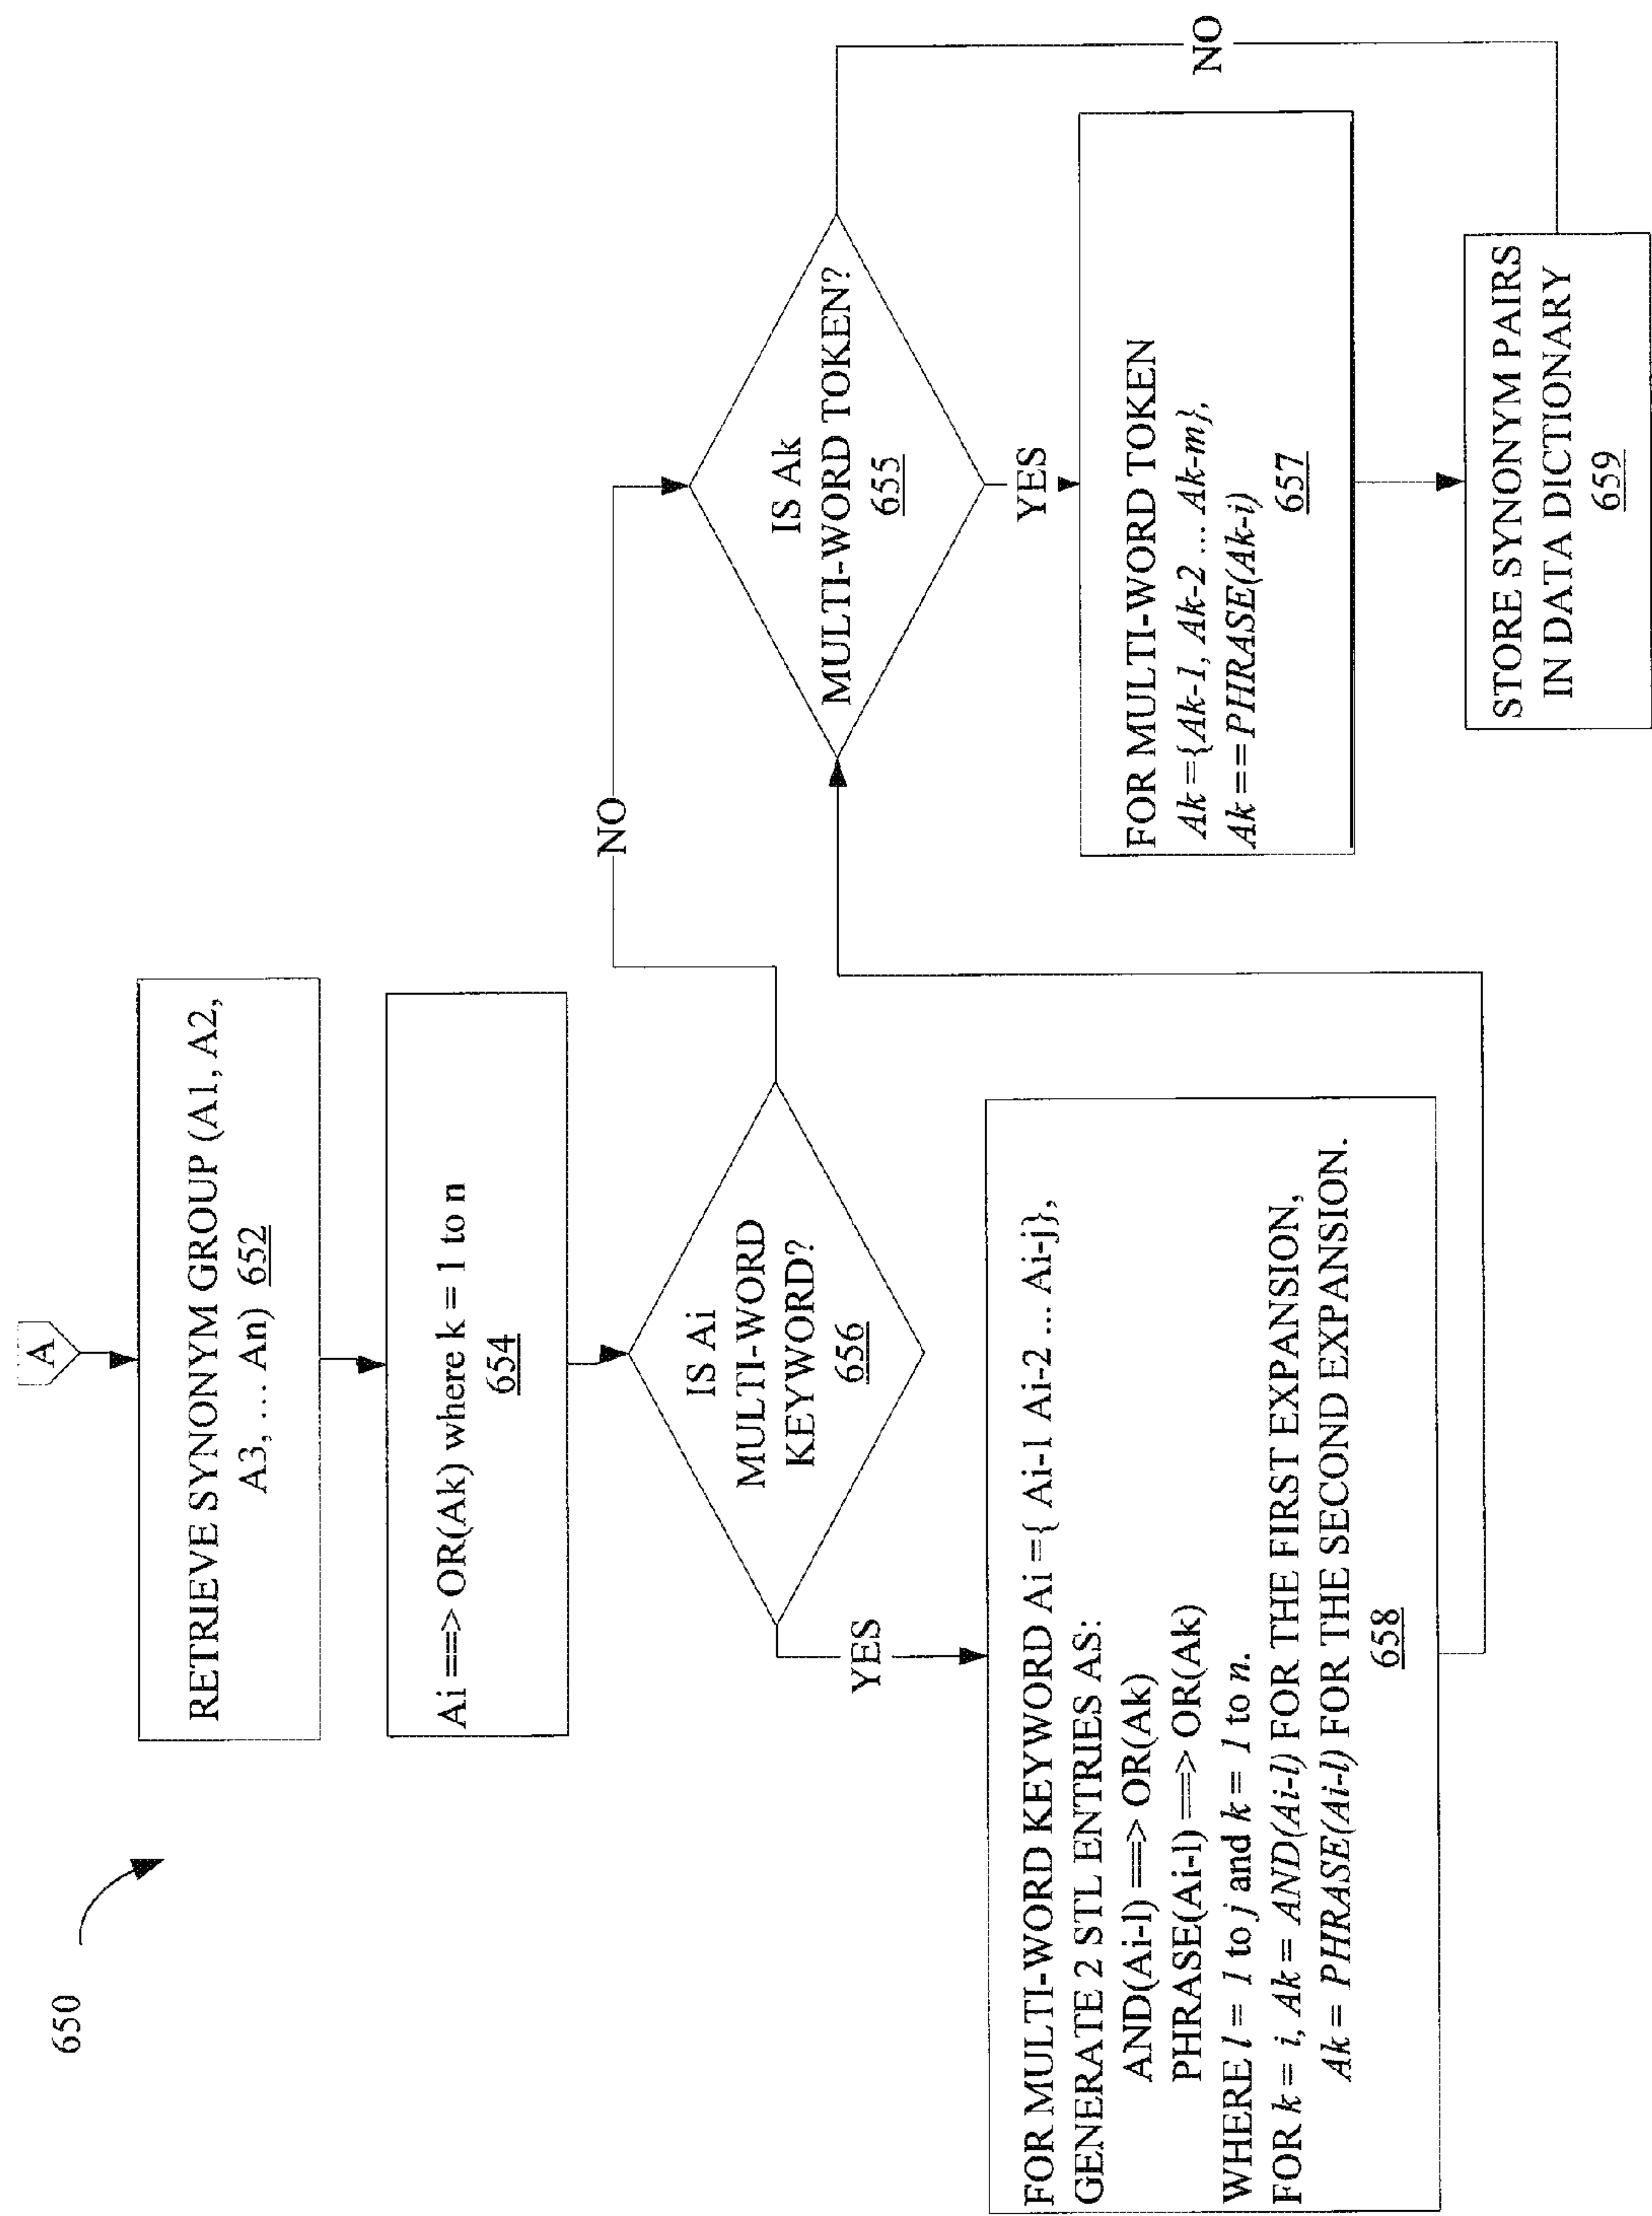 650
A
RETRIEVE SYNONYM GROUP (A1, A2,
A3, ... An) 652
Ai ==> OR(Ak) where k = 1 to n
654
IS Ai
MULTI-WORD
KEYWORD?
656
YES
NO
FOR MULTI-WORD KEYWORD Ai ={ Ai-1 Ai-2 ... Ai-j},
GENERATE 2 STL ENTRIES AS:
AND(Ai-l) ==> OR(Ak)
PHRASE(Ai-l) ==> OR(Ak)
WHERE l = 1 to j and k = 1 to n.
FOR k = i, Ak = AND(Ai-l) FOR THE FIRST EXPANSION,
Ak = PHRASE(Ai-l) FOR THE SECOND EXPANSION.
658
IS Ak
MULTI-WORD TOKEN?
655
YES
NO
FOR MULTI-WORD TOKEN
Ak ={Ak-1, Ak-2 ... Ak-m},
Ak ==PHRASE(Ak-i)
657
STORE SYNONYM PAIRS
IN DATA DICTIONARY
659